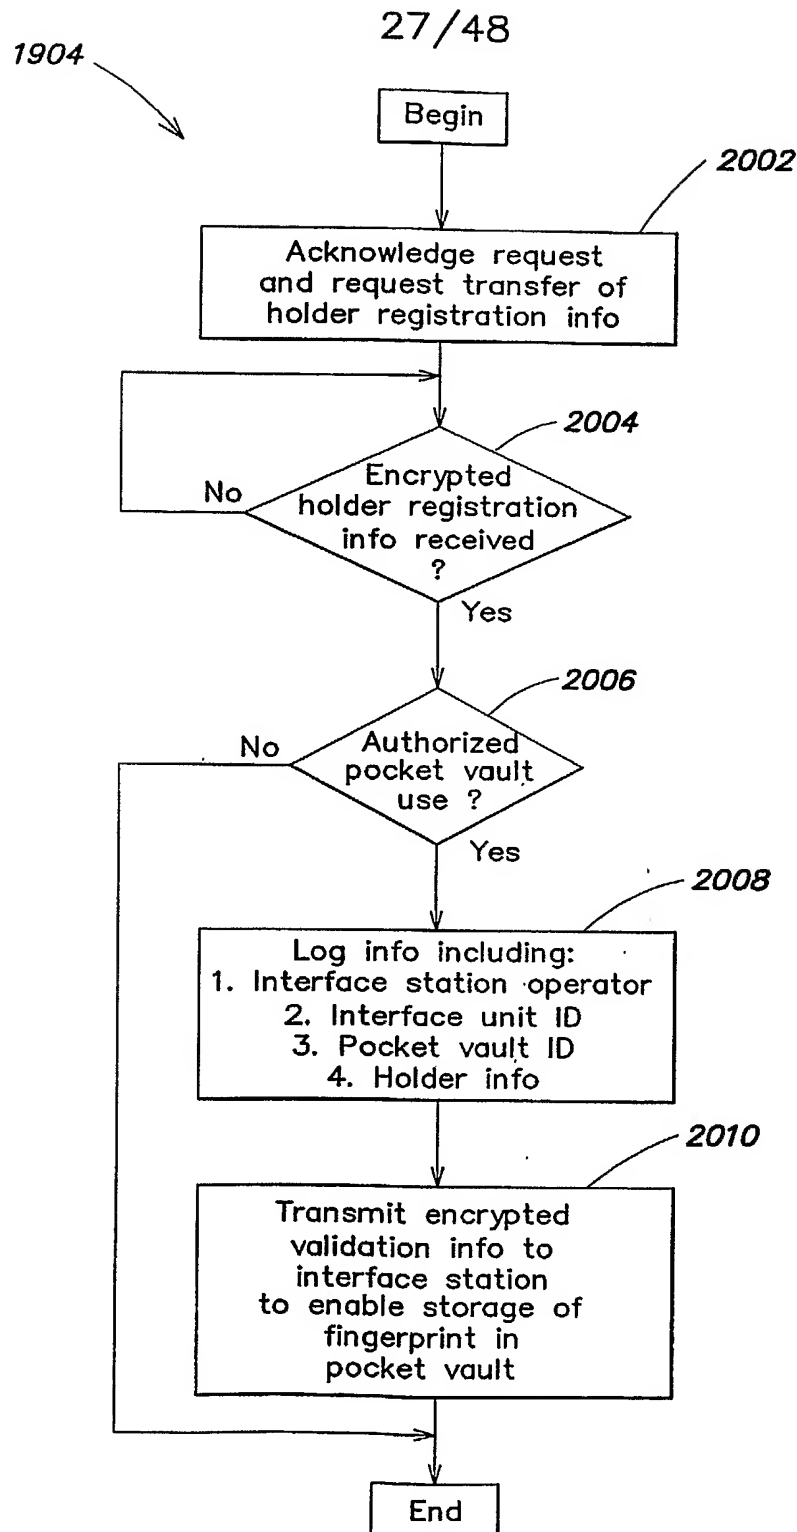 27/48
1904
Begin
2002
Acknowledge request
and request transfer of
holder registration info
2004
No
Encrypted
holder registration
info received
?
Yes
2006
No
Authorized
pocket vault
use ?
Yes
2008
Log info including:
1. Interface station operator
2. Interface unit ID
3. Pocket vault ID
4. Holder info
2010
Transmit encrypted
validation info to
interface station
to enable storage of
fingerprint in
pocket vault
End